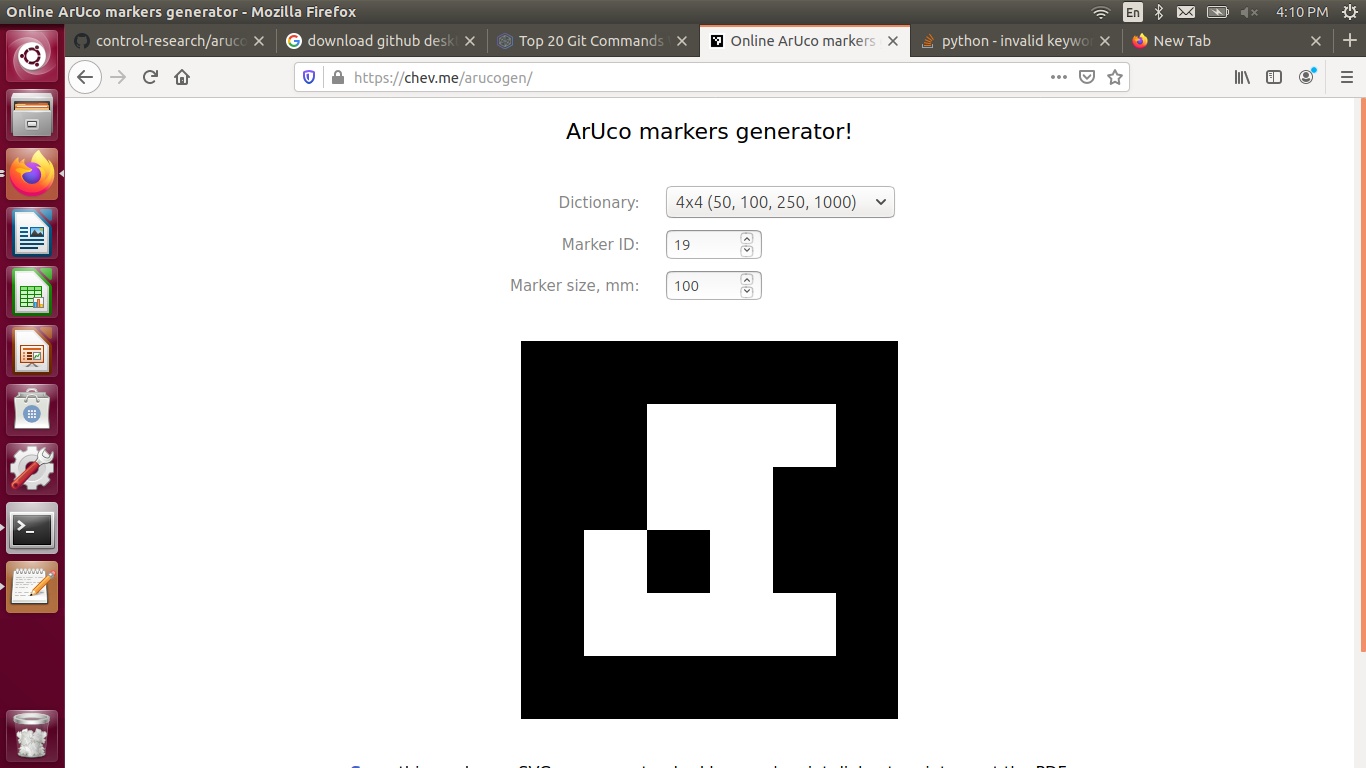 Online ArUco markers generator - Mozilla Firefox
En
4:10 PM
control-research/aruco
download github desk
Top 20 Git Commands
Online ArUco markers
python - invalid keywo
New Tab
https://chev.me/arucogen/
ArUco markers generator!
Dictionary:
4x4 (50, 100, 250, 1000)
Marker ID:
19
Marker size, mm:
100